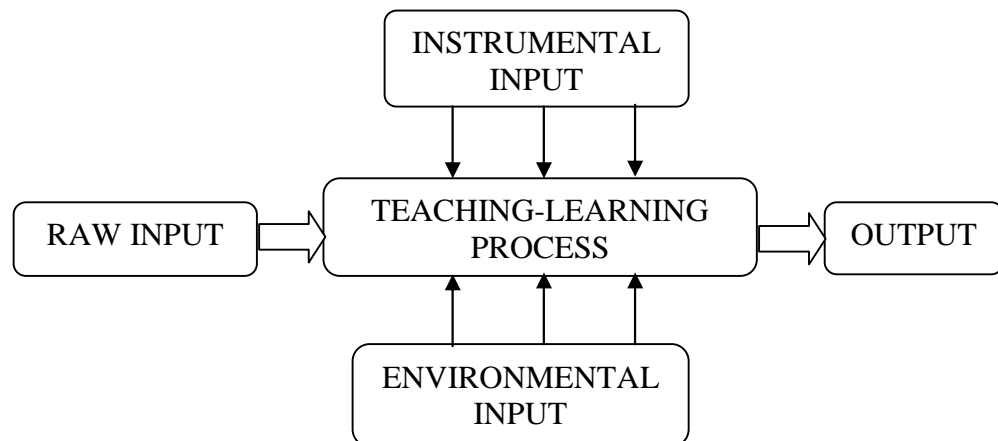 INSTRUMENTAL
INPUT
RAW INPUT
TEACHING-LEARNING
PROCESS
OUTPUT
ENVIRONMENTAL
INPUT